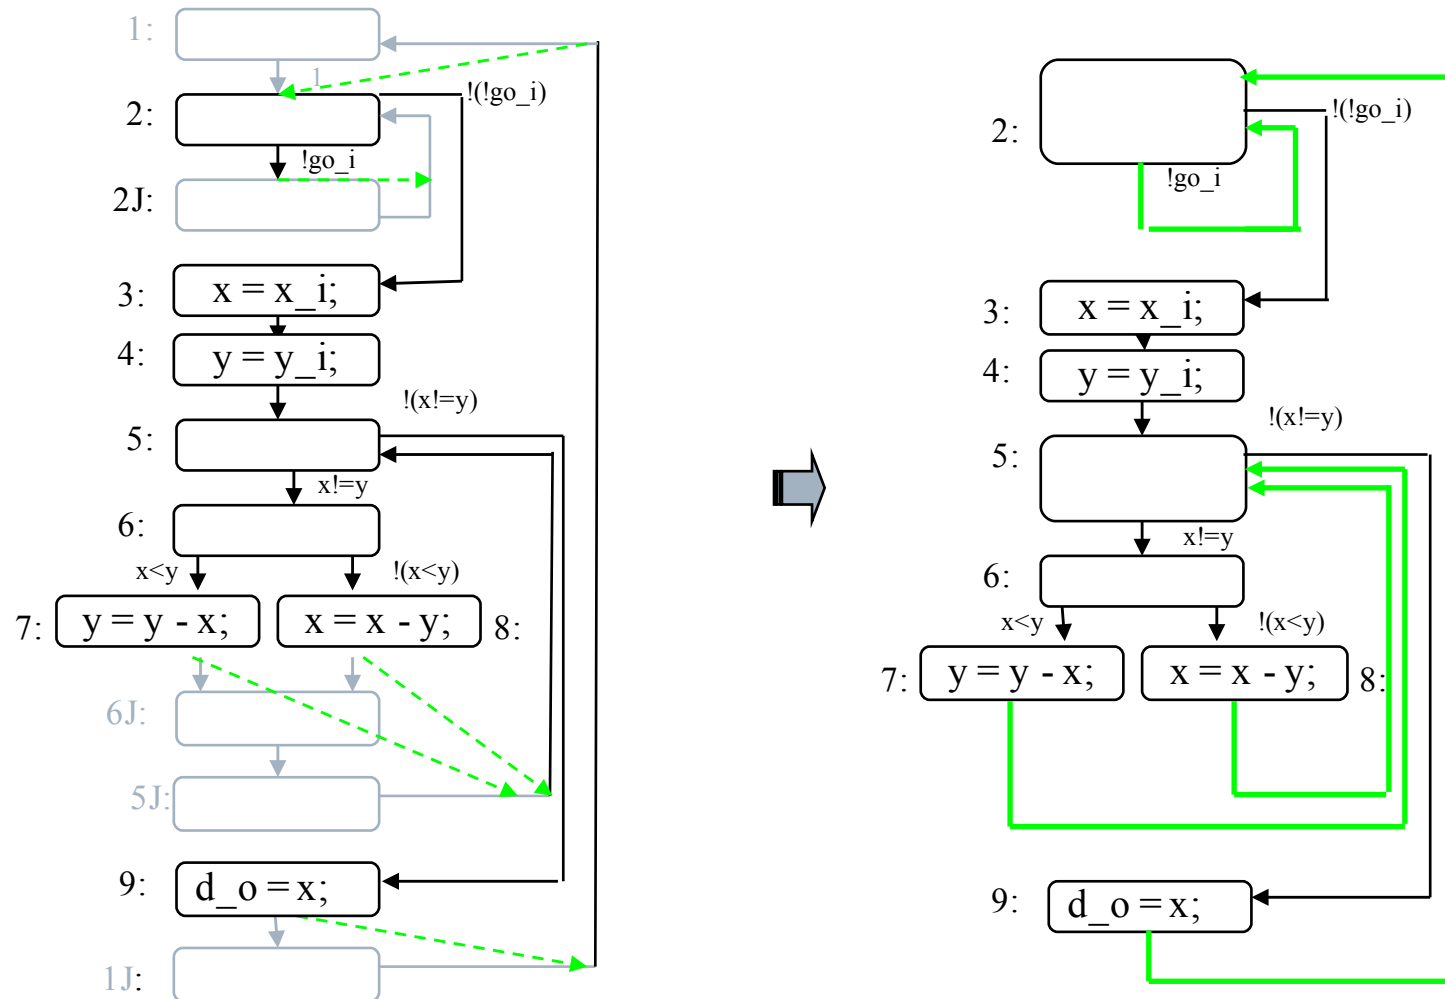 1:
1
2:
!(!go_i)
!go_i
2J:
3: x = x_i;
4: y = y_i;
!(x!=y)
5:
x!=y
6:
x<y !(x<y)
7: y = y - x; x = x - y; 8:
6J:
5J:
9: d_o = x;
1J:
2:
!(!go_i)
!go_i
3: x = x_i;
4: y = y_i;
!(x!=y)
5:
x!=y
6:
x<y !(x<y)
7: y = y - x; x = x - y; 8:
9: d_o = x;